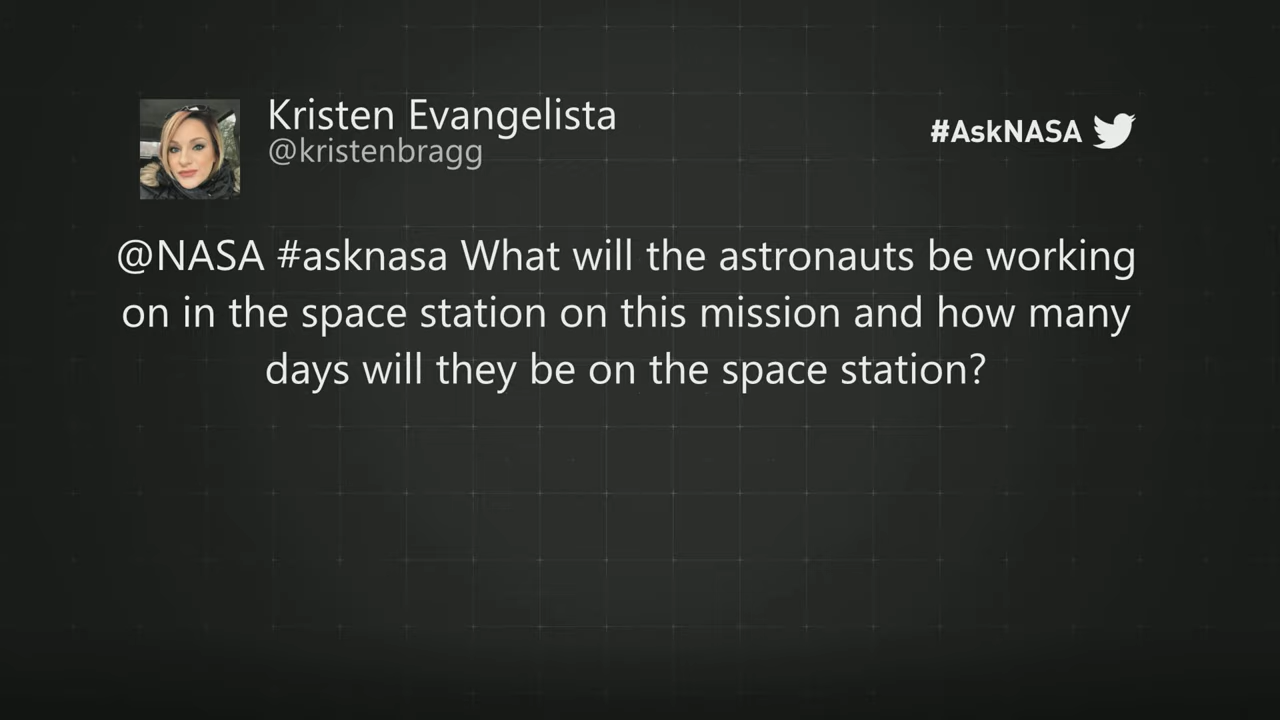 Kristen Evangelista
@kristenbragg
#AskNASA
@NASA #asknasa What will the astronauts be working
on in the space station on this mission and how many
days will they be on the space station?